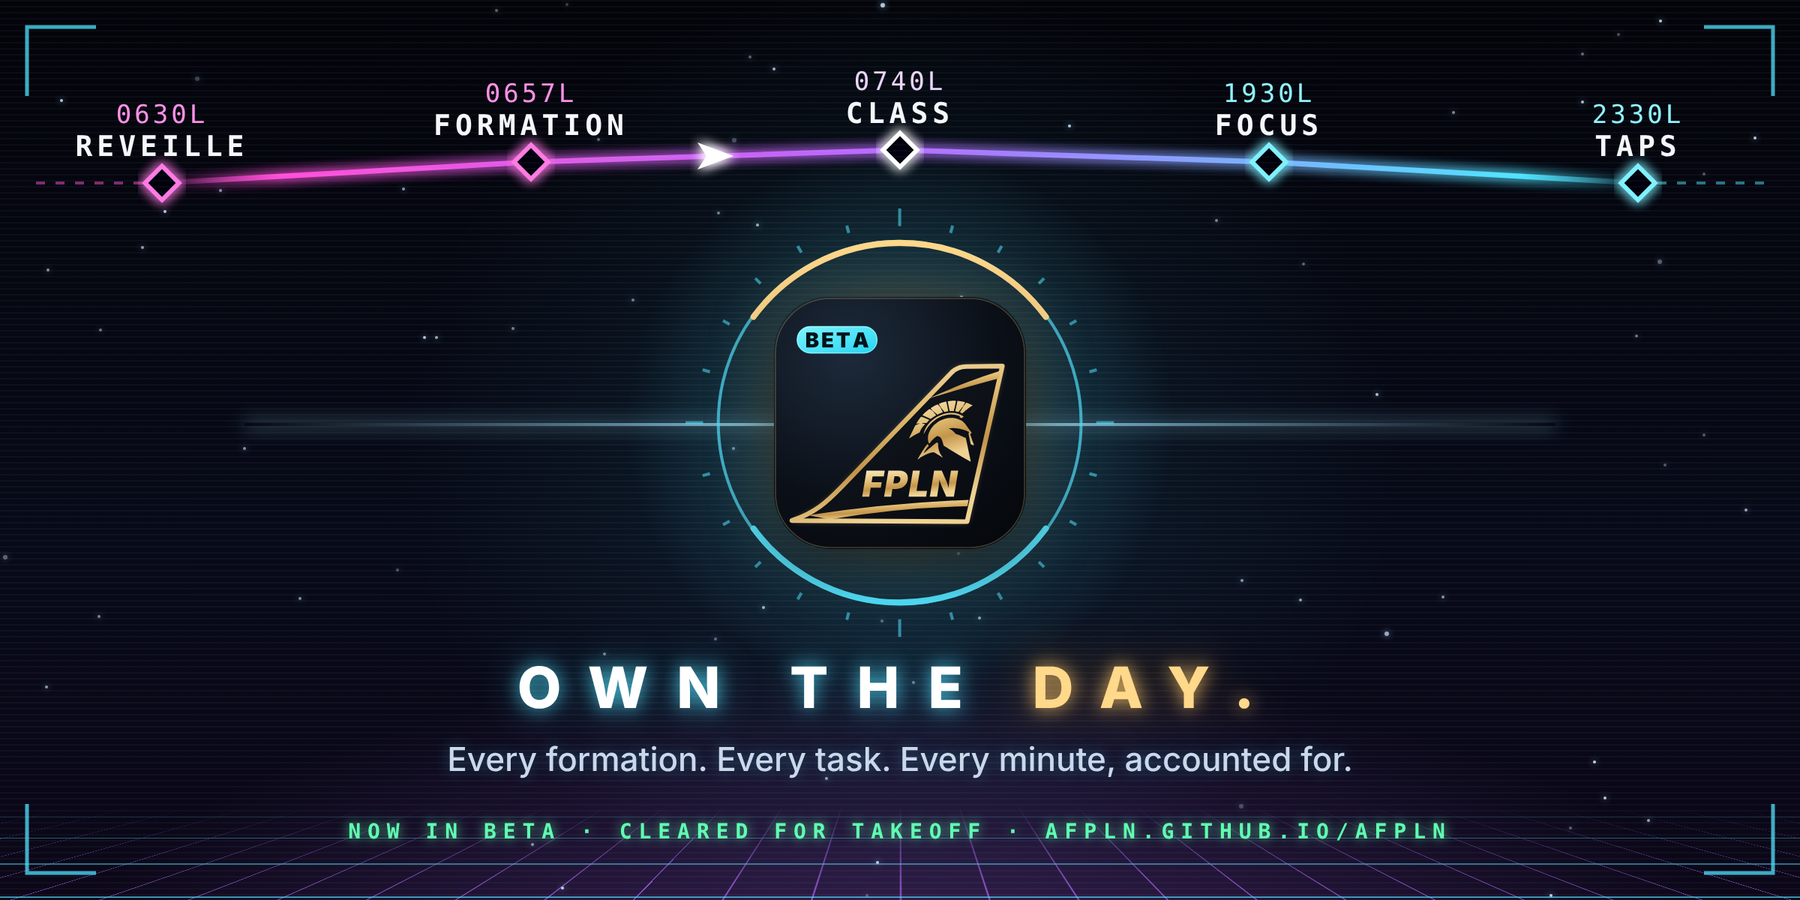 0630L
REVEILLE
0657L
FORMATION
0740L
CLASS
1930L
FOCUS
2330L
TAPS
BETA
FPLN
OWN THE DAY.
Every formation. Every task. Every minute, accounted for.
NOW IN BETA · CLEARED FOR TAKEOFF · AFPLN.GITHUB.IO/AFPLN